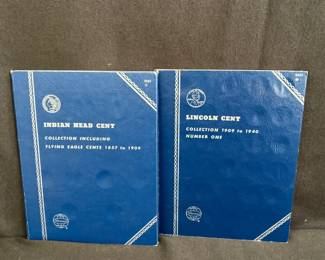 INDIAN HEAD CENT
COLLECTION INCLUDING
FLYING EAGLE CENTS 1857 to 1909
LINCOLN CENT
COLLECTION 1909 to 1940
NUMBER ONE